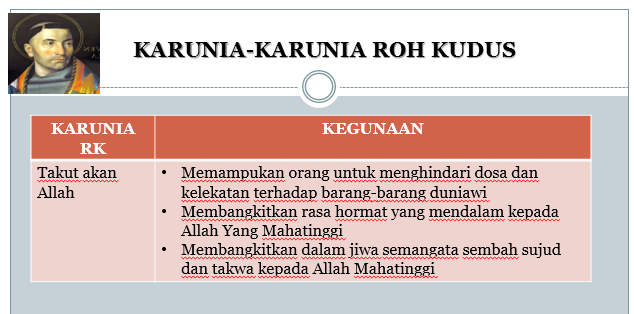 KARUNIA-KARUNIA ROH KUDUS
KARUNIA
RK
KEGUNAAN
Takut akan
Allah
• Memampukan orang untuk menghindari dosa dan
kelekatan terhadap barang-barang duniawi
• Membangkitkan rasa hormat yang mendalam kepada
Allah Yang Mahatinggi
• Membangkitkan dalam jiwa semangata sembah sujud
dan takwa kepada Allah Mahatinggi